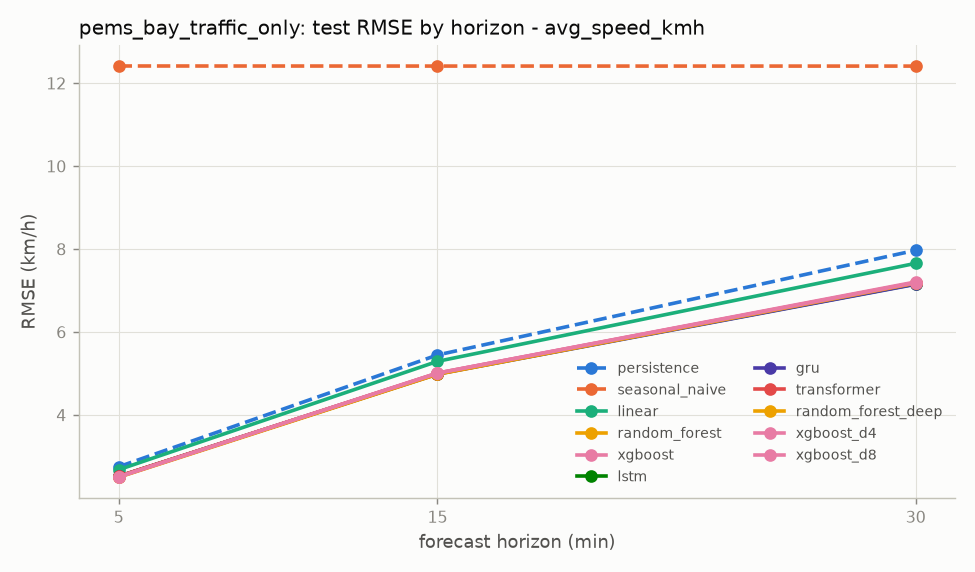 pems_bay_traffic_only: test RMSE by horizon - avg_speed_kmh
12
10
8
6
4
RMSE (km/h)
persistence
seasonal_naive
linear
random_forest
xgboost
lstm
gru
transformer
random_forest_deep
xgboost_d4
xgboost_d8
5
15
30
forecast horizon (min)